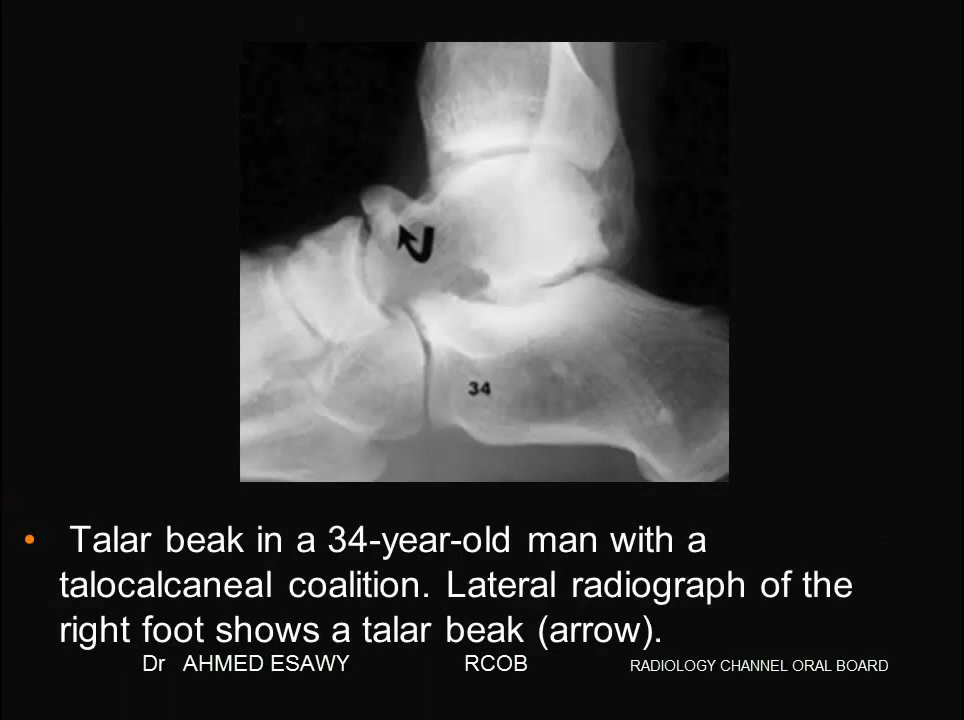 34
• Talar beak in a 34-year-old man with a
talocalcaneal coalition. Lateral radiograph of the
right foot shows a talar beak (arrow).
Dr AHMED ESAWY RCOB RADIOLOGY CHANNEL ORAL BOARD